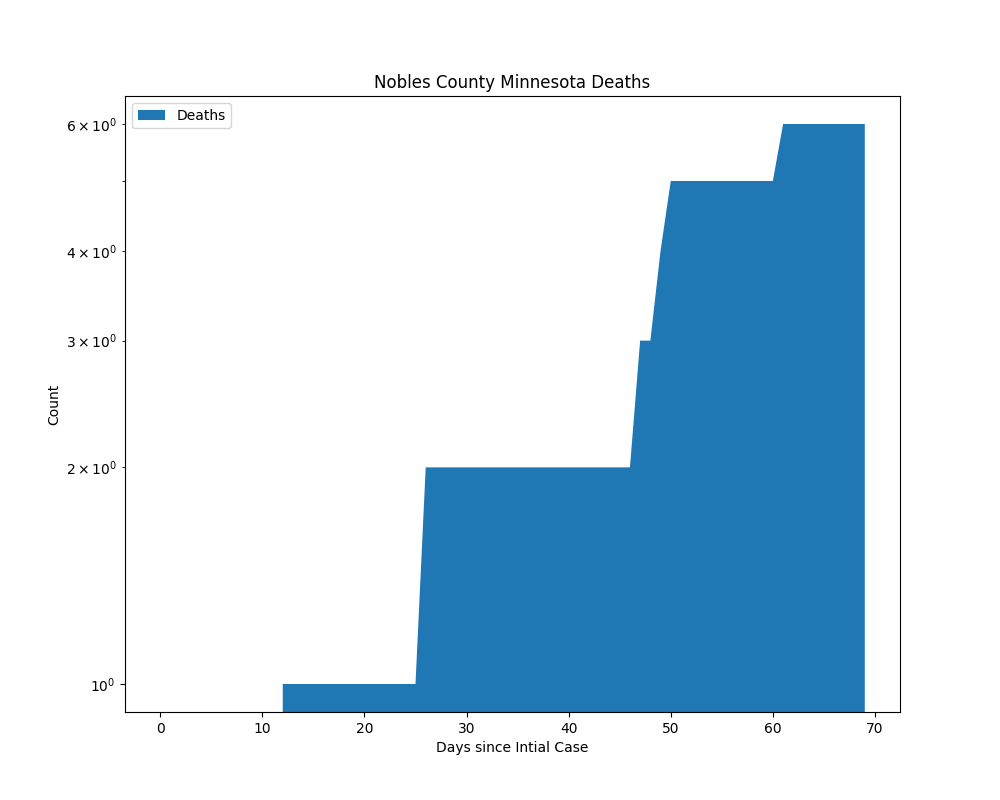 Nobles County Minnesota Deaths
Deaths
6 × 10⁰
4 × 10⁰
3 × 10⁰
2 × 10⁰
10⁰
Count
0 10 20 30 40 50 60 70
Days since Intial Case